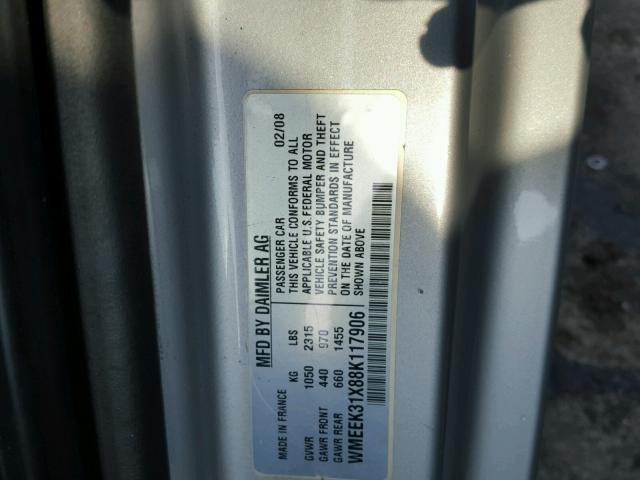 MFD BY DAIMLER AG
MADE IN FRANCE PASSENGER CAR 02/08
KG LBS THIS VEHICLE CONFORMS TO ALL
GVWR 1050 2315 APPLICABLE U.S. FEDERAL MOTOR
GAWR FRONT 440 970 VEHICLE SAFETY BUMPER AND THEFT
GAWR REAR 660 1455 PREVENTION STANDARDS IN EFFECT
ON THE DATE OF MANUFACTURE
SHOWN ABOVE
WMEEK31X88K117906